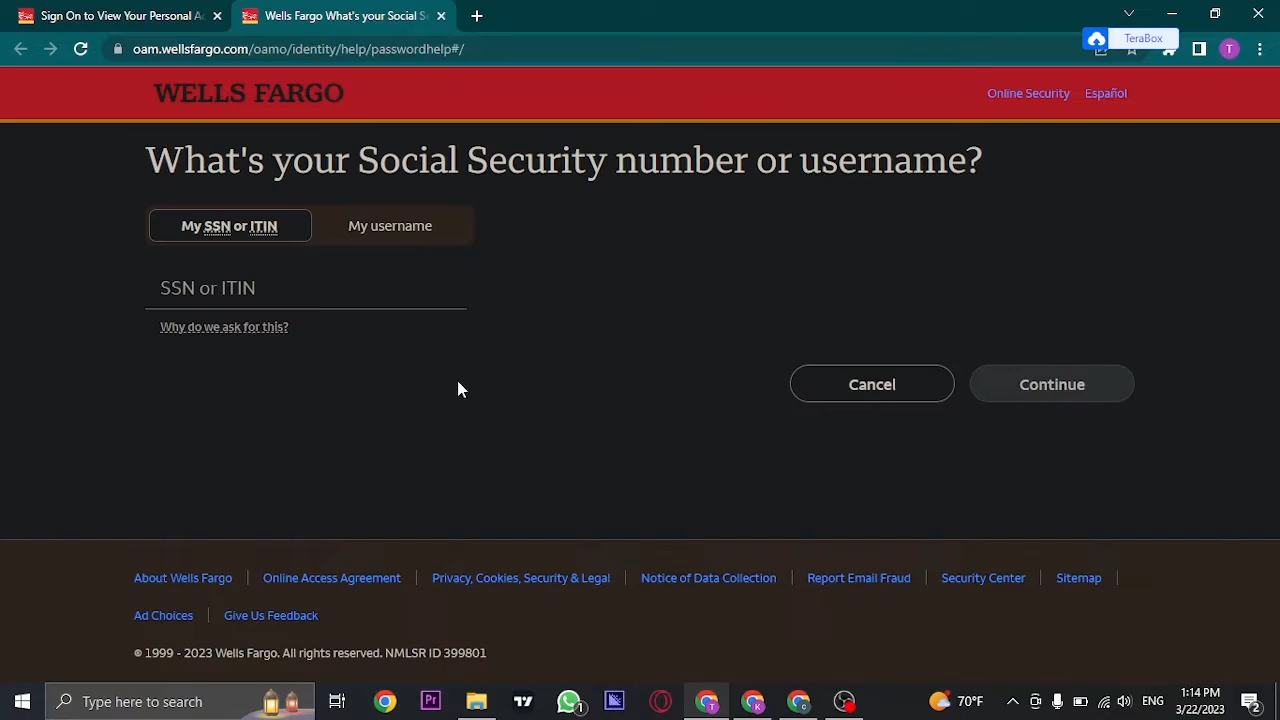 Sign On to View Your Personal Ac
Wells Fargo What's your Social Se
oam.wellsfargo.com/oamo/identity/help/passwordhelp#/
TeraBox
T
WELLS FARGO
Online Security
Español
What's your Social Security number or username?
My SSN or ITIN
My username
SSN or ITIN
Why do we ask for this?
Cancel
Continue
About Wells Fargo
Online Access Agreement
Privacy, Cookies, Security & Legal
Notice of Data Collection
Report Email Fraud
Security Center
Sitemap
Ad Choices
Give Us Feedback
© 1999 - 2023 Wells Fargo. All rights reserved. NMLSR ID 399801
Type here to search
Pr
1
T
K
C
70°F
ENG
1:14 PM
3/22/2023
2